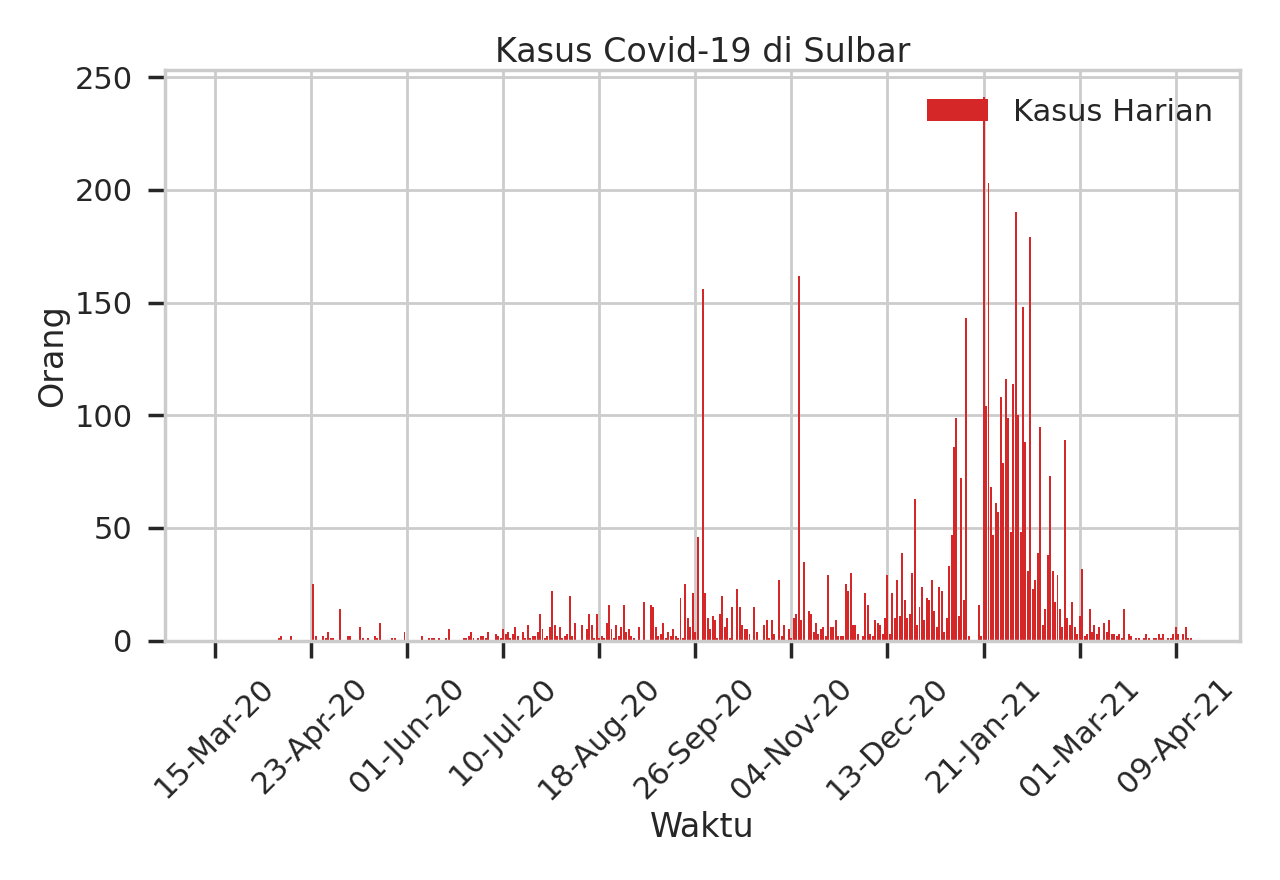 Kasus Covid-19 di Sulbar
250
200
150
100
50
0
Orang
Kasus Harian
15-Mar-20
23-Apr-20
01-Jun-20
10-Jul-20
18-Aug-20
26-Sep-20
04-Nov-20
13-Dec-20
21-Jan-21
01-Mar-21
09-Apr-21
Waktu